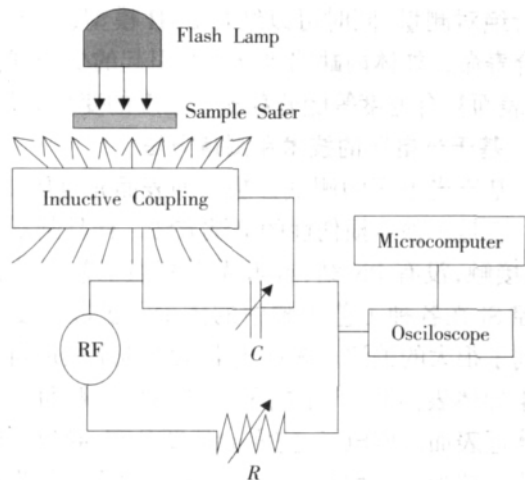 Flash Lamp
Sample Safer
Inductive Coupling
Microcomputer
Osciloscope
RF
C
R